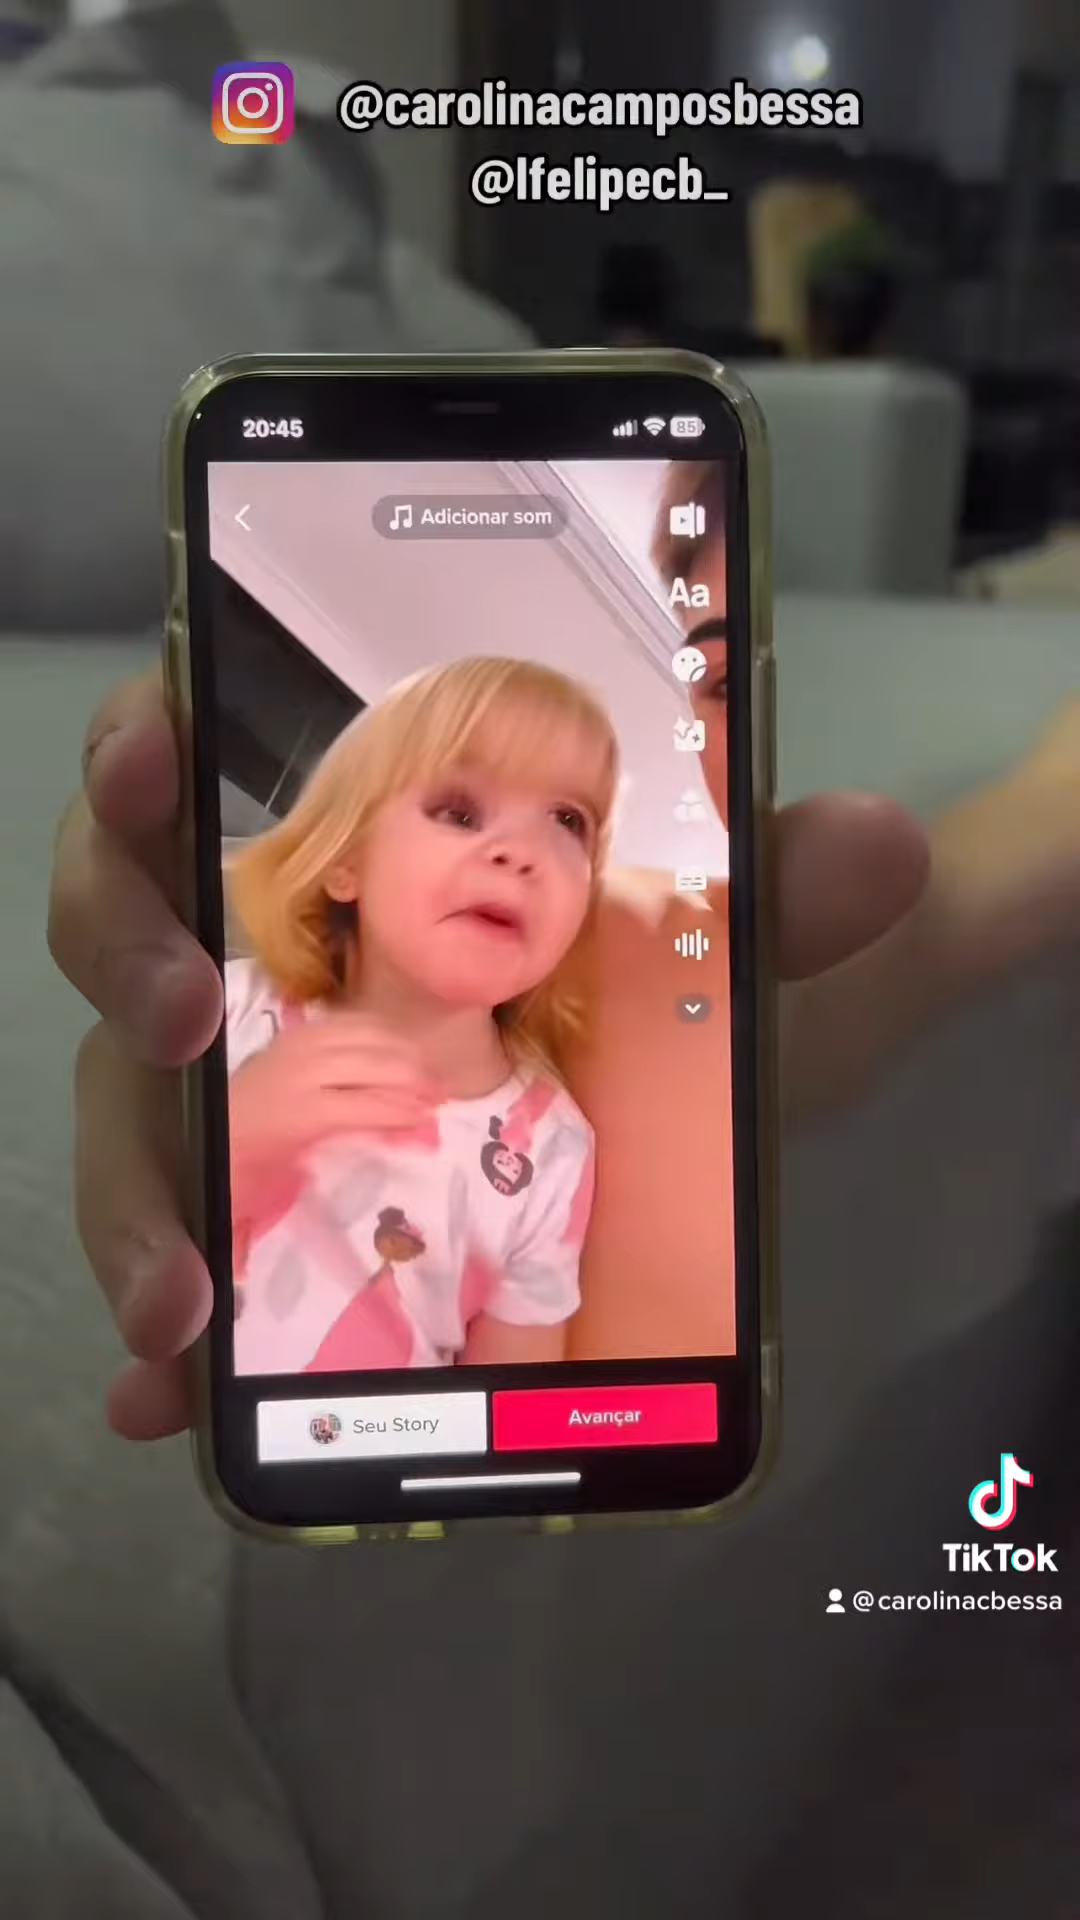 @carolinacamposbessa
@lfelipecb_
20:45
85
Adicionar som
Aa
Seu Story
Avançar
TikTok
@carolinacbessa